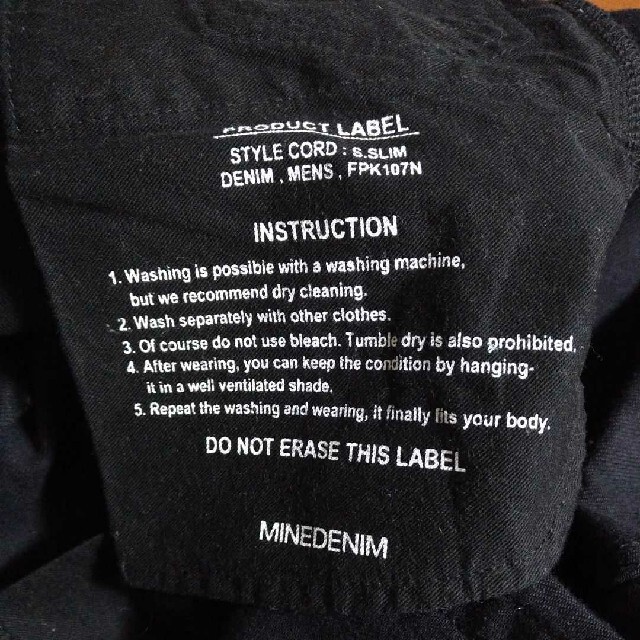 PRODUCT LABEL
STYLE CORD : S.SLIM
DENIM , MENS , FPK107N
INSTRUCTION
1. Washing is possible with a washing machine,
but we recommend dry cleaning.
2. Wash separately with other clothes.
3. Of course do not use bleach. Tumble dry is also prohibited.
4. After wearing, you can keep the condition by hanging-
it in a well ventilated shade.
5. Repeat the washing and wearing, it finally fits your body.
DO NOT ERASE THIS LABEL
MINEDENIM